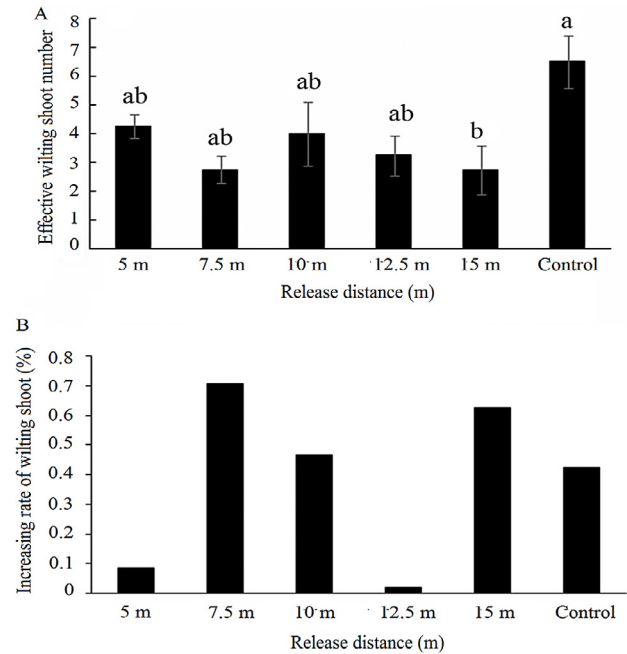 A
Effective wilting shoot number
8
7
6
5
4
3
2
1
0
ab
ab
ab
ab
b
a
5 m 7.5 m 10 m 12.5 m 15 m Control
Release distance (m)
B
Increasing rate of wilting shoot (%)
0.8
0.7
0.6
0.5
0.4
0.3
0.2
0.1
0
5 m 7.5 m 10 m 12.5 m 15 m Control
Release distance (m)